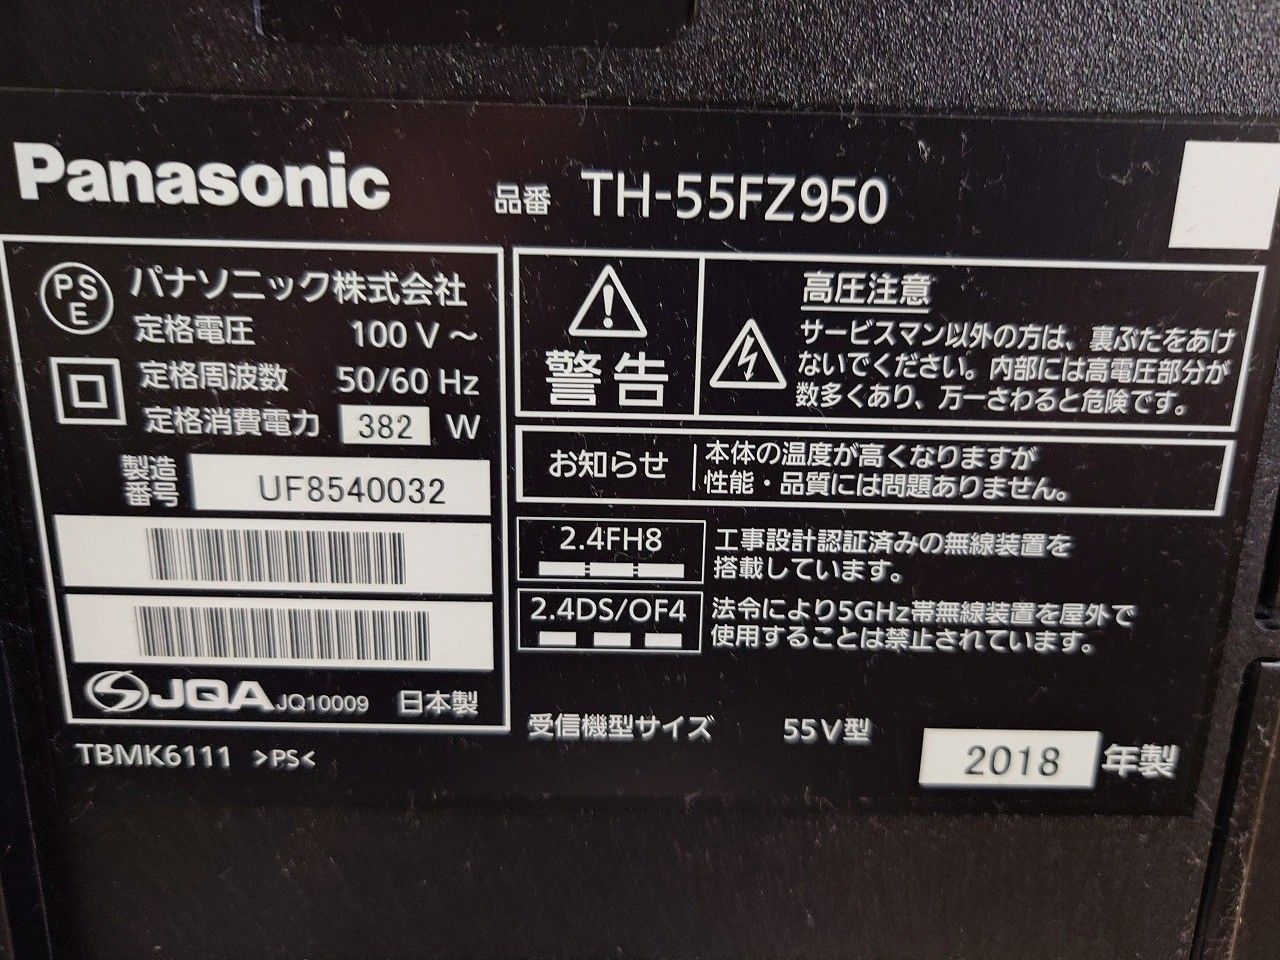 Panasonic
品番 TH-55FZ950
PSE
パナソニック株式会社
定格電圧 100 V～
定格周波数 50/60 Hz
定格消費電力 382 W
製造番号 UF8540032
JQA JQ10009 日本製
TBMK6111 >PS<
警告
高圧注意
サービスマン以外の方は、裏ぶたをあけ
ないでください。内部には高電圧部分が
数多くあり、万一さわると危険です。
お知らせ
本体の温度が高くなりますが
性能・品質には問題ありません。
2.4FH8
工事設計認証済みの無線装置を
搭載しています。
2.4DS/OF4
法令により5GHz帯無線装置を屋外で
使用することは禁止されています。
受信機型サイズ 55V型
2018 年製